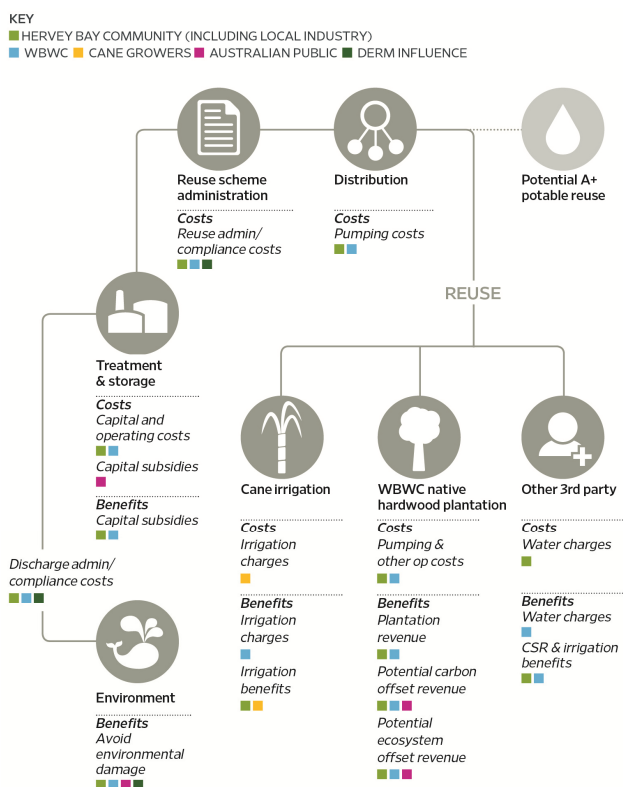 KEY
HERVEY BAY COMMUNITY (INCLUDING LOCAL INDUSTRY)
WBWC CANE GROWERS AUSTRALIAN PUBLIC DERM INFLUENCE
Reuse scheme
administration
Costs
Reuse admin/
compliance costs
Distribution
Costs
Pumping costs
Potential A+
potable reuse
REUSE
Treatment
& storage
Costs
Capital and
operating costs
Capital subsidies
Benefits
Capital subsidies
Discharge admin/
compliance costs
Environment
Benefits
Avoid
environmental
damage
Cane irrigation
Costs
Irrigation
charges
Benefits
Irrigation
charges
Irrigation
benefits
WBWC native
hardwood plantation
Costs
Pumping &
other op costs
Benefits
Plantation
revenue
Potential carbon
offset revenue
Potential
ecosystem
offset revenue
Other 3rd party
Costs
Water charges
Benefits
Water charges
CSR & irrigation
benefits